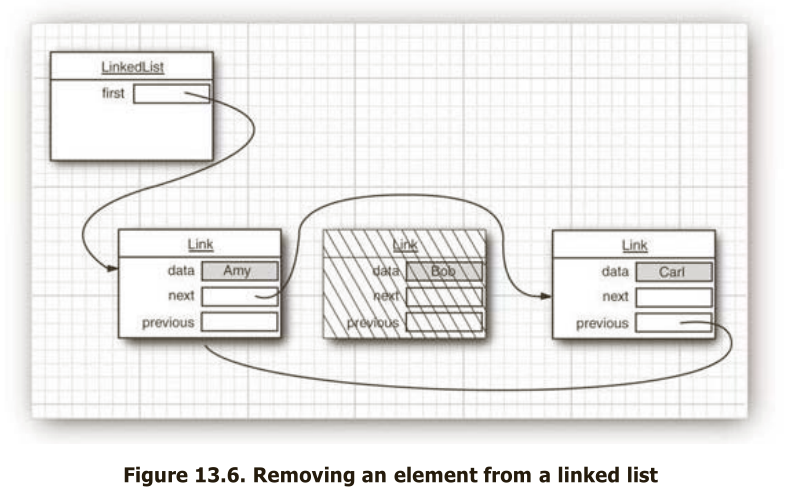 LinkedList
first
Link
data Amy
next
previous
Link
data Bob
next
previous
Link
data Carl
next
previous
Figure 13.6. Removing an element from a linked list